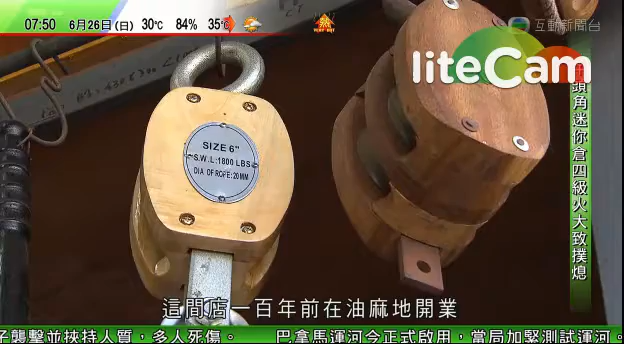 07:50 6月26日(日) 30°C 84% 35°C 熱 VERY HOT
互動新聞台
liteCam
SIZE 6"
S.W.L:1800 LBS
DIA OF ROPE:20MM
頭角迷你倉四級火大致撲熄
這間店一百年前在油麻地開業
子襲擊並挾持人質，多人死傷。 巴拿馬運河今正式啟用，當局加緊測試運河。